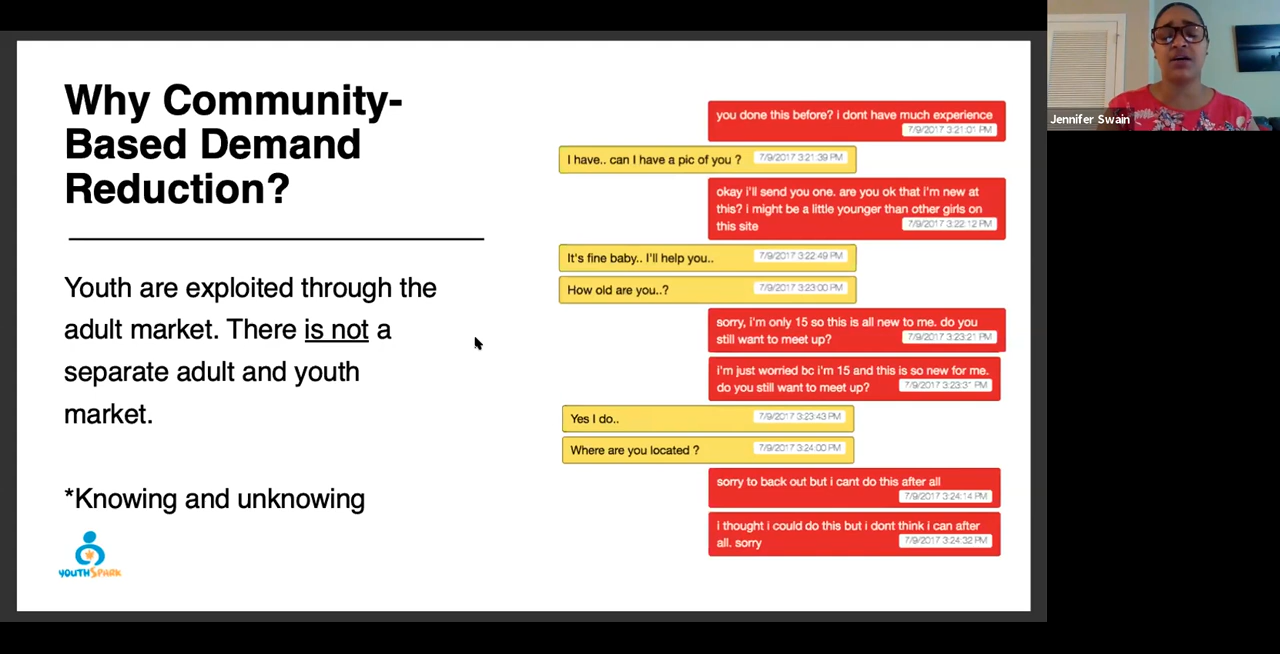 Why Community-
Based Demand
Reduction?
Youth are exploited through the
adult market. There is not a
separate adult and youth
market.
*Knowing and unknowing
YOUTHSPARK
you done this before? i dont have much experience
7/9/2017 3:21:01 PM
I have.. can I have a pic of you ? 7/9/2017 3:21:39 PM
okay i'll send you one. are you ok that i'm new at
this? i might be a little younger than other girls on
this site 7/9/2017 3:22:12 PM
It's fine baby.. I'll help you.. 7/9/2017 3:22:49 PM
How old are you..? 7/9/2017 3:23:00 PM
sorry, i'm only 15 so this is all new to me. do you
still want to meet up? 7/9/2017 3:23:21 PM
i'm just worried bc i'm 15 and this is so new for me.
do you still want to meet up? 7/9/2017 3:23:31 PM
Yes I do.. 7/9/2017 3:23:43 PM
Where are you located ? 7/9/2017 3:24:00 PM
sorry to back out but i cant do this after all
7/9/2017 3:24:14 PM
i thought i could do this but i dont think i can after
all. sorry 7/9/2017 3:24:32 PM
Jennifer Swain